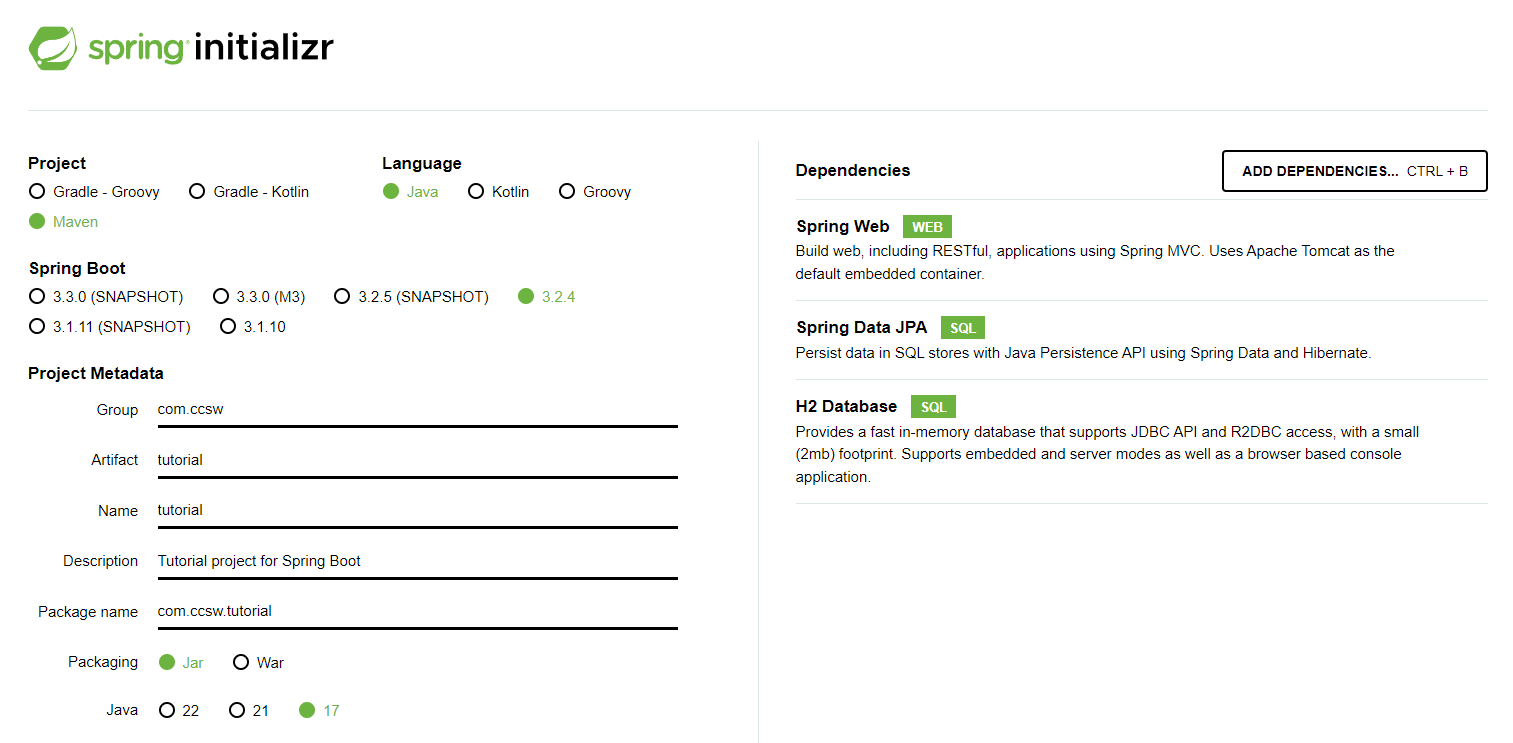 spring initializr
Project
Gradle - Groovy Gradle - Kotlin
Maven
Language
Java Kotlin Groovy
Spring Boot
3.3.0 (SNAPSHOT) 3.3.0 (M3) 3.2.5 (SNAPSHOT) 3.2.4
3.1.11 (SNAPSHOT) 3.1.10
Project Metadata
Group com.ccsw
Artifact tutorial
Name tutorial
Description Tutorial project for Spring Boot
Package name com.ccsw.tutorial
Packaging Jar War
Java 22 21 17
Dependencies ADD DEPENDENCIES... CTRL + B
Spring Web WEB
Build web, including RESTful, applications using Spring MVC. Uses Apache Tomcat as the
default embedded container.
Spring Data JPA SQL
Persist data in SQL stores with Java Persistence API using Spring Data and Hibernate.
H2 Database SQL
Provides a fast in-memory database that supports JDBC API and R2DBC access, with a small
(2mb) footprint. Supports embedded and server modes as well as a browser based console
application.